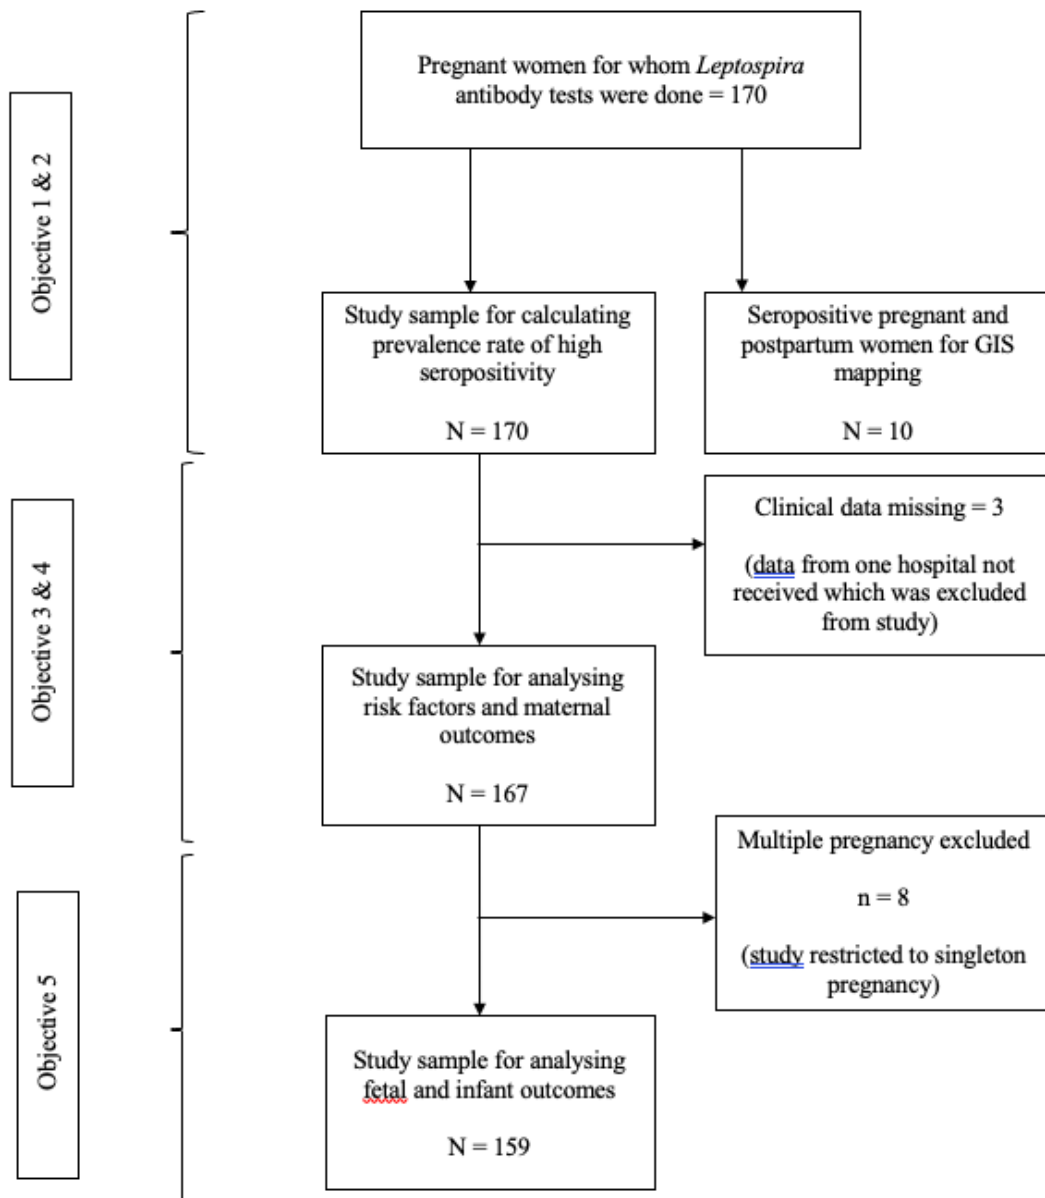 Pregnant women for whom Leptospira
antibody tests were done = 170
Objective 1 & 2
Study sample for calculating
prevalence rate of high
seropositivity
N = 170
Seropositive pregnant and
postpartum women for GIS
mapping
N = 10
Objective 3 & 4
Clinical data missing = 3
(data from one hospital not
received which was excluded
from study)
Study sample for analysing
risk factors and maternal
outcomes
N = 167
Objective 5
Multiple pregnancy excluded
n = 8
(study restricted to singleton
pregnancy)
Study sample for analysing
fetal and infant outcomes
N = 159